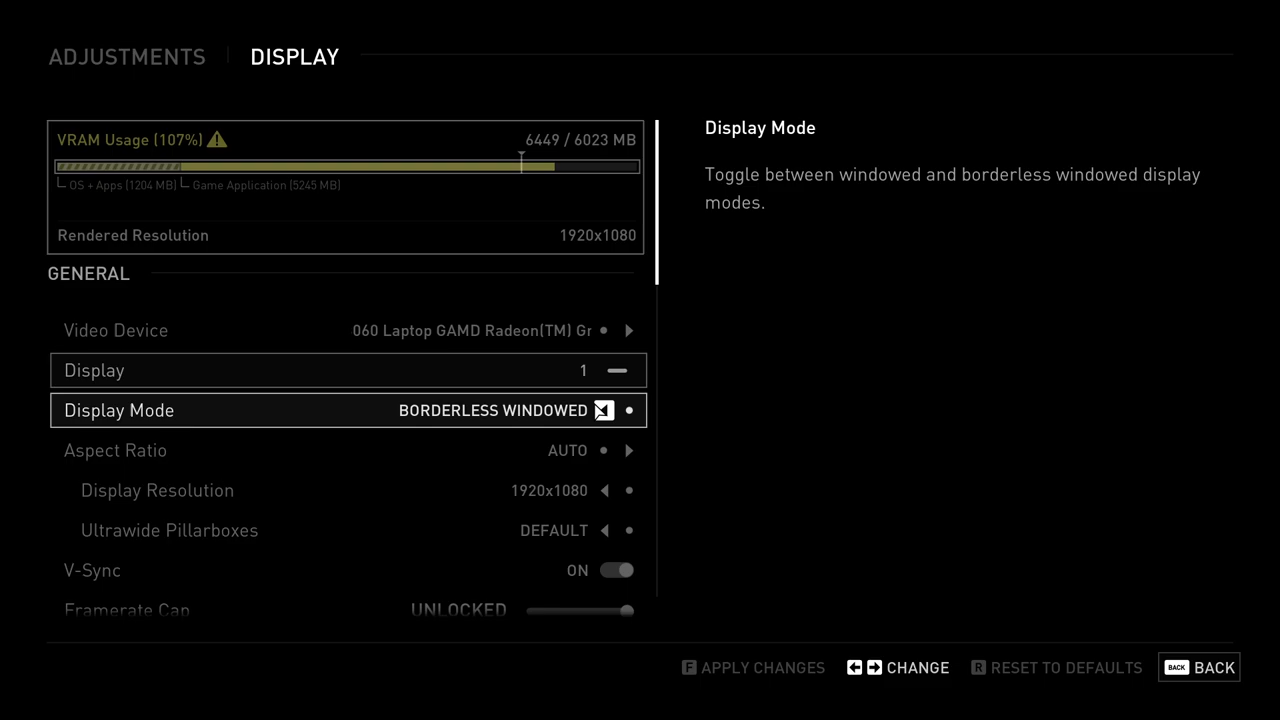 ADJUSTMENTS DISPLAY
VRAM Usage (107%) 6449 / 6023 MB
OS + Apps (1204 MB) Game Application (5245 MB)
Rendered Resolution 1920x1080
GENERAL
Video Device 060 Laptop GAMD Radeon(TM) Gr
Display 1
Display Mode BORDERLESS WINDOWED
Aspect Ratio AUTO
Display Resolution 1920x1080
Ultrawide Pillarboxes DEFAULT
V-Sync ON
Framerate Cap UNLOCKED
Display Mode
Toggle between windowed and borderless windowed display
modes.
F APPLY CHANGES CHANGE R RESET TO DEFAULTS BACK BACK